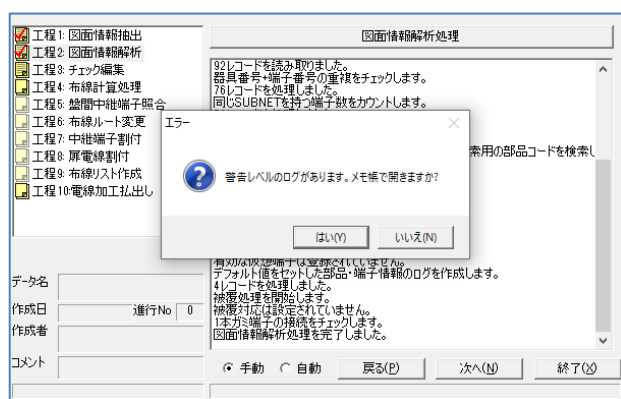 工程1: 図面情報抽出
工程2: 図面情報解析
工程3: チェック編集
工程4: 布線計算処理
工程5: 盤間中継端子照合
工程6: 布線ルート変更
工程7: 中継端子割付
工程8: 扉電線割付
工程9: 布線リスト作成
工程10:電線加工払出し
図面情報解析処理
92レコードを読み取りました。
器具番号+端子番号の重複をチェックします。
76レコードを処理しました。
同じSUBNETを持つ端子数をカウントします。
索用の部品コードを検索し
エラー
警告レベルのログがあります。メモ帳で開きますか?
はい(Y)
いいえ(N)
有効な仮想端子は登録されていません。
デフォルト値をセットした部品・端子情報のログを作成します。
4レコードを処理しました。
被覆処理を開始します。
被覆対応は設定されていません。
1本ガミ端子の接続をチェックします。
図面情報解析処理を完了しました。
データ名
作成日
進行No 0
作成者
コメント
手動 自動 戻る(P) 次へ(N) 終了(X)